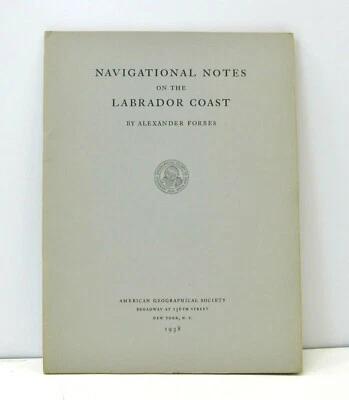 NAVIGATIONAL NOTES
ON THE
LABRADOR COAST
BY ALEXANDER FORBES
AMERICAN GEOGRAPHICAL SOCIETY
BROADWAY AT 156TH STREET
NEW YORK, N. Y.
1938